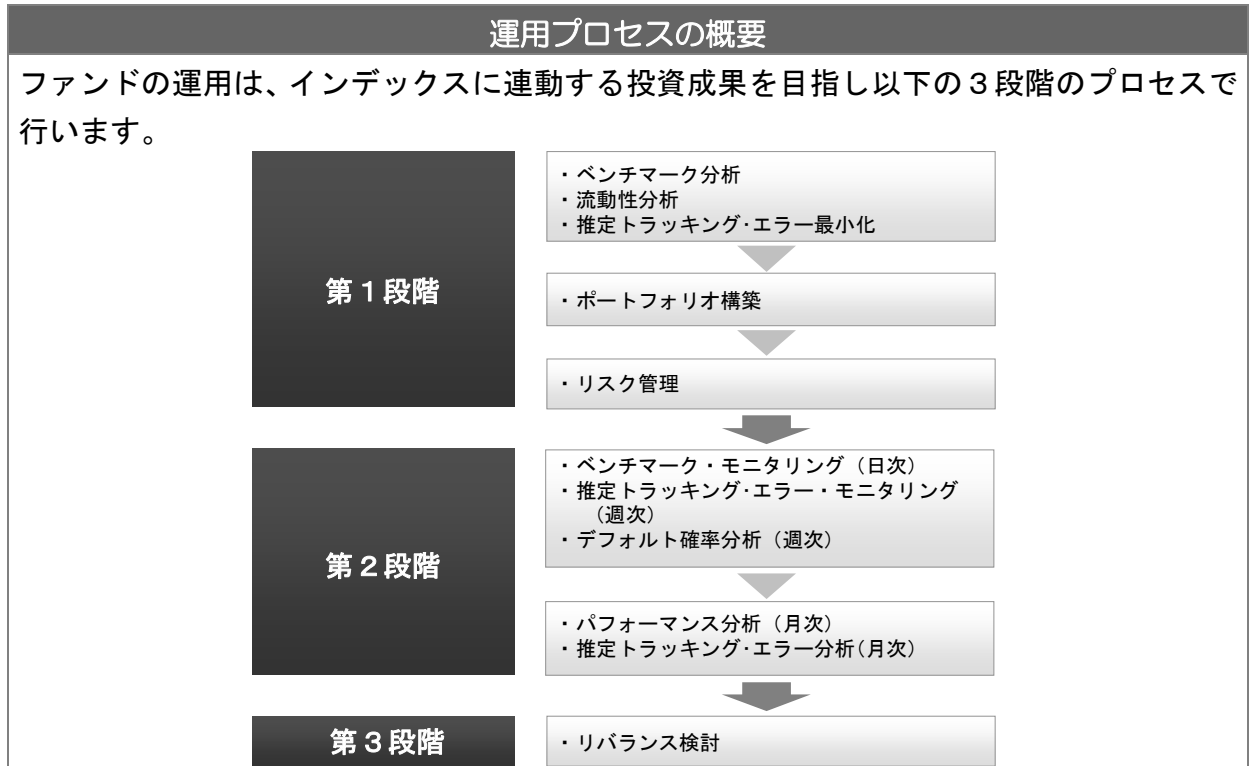 運用プロセスの概要
ファンドの運用は、インデックスに連動する投資成果を目指し以下の３段階のプロセスで
行います。
第１段階
・ベンチマーク分析
・流動性分析
・推定トラッキング･エラー最小化
・ポートフォリオ構築
・リスク管理
第２段階
・ベンチマーク・モニタリング（日次）
・推定トラッキング･エラー・モニタリング
（週次）
・デフォルト確率分析（週次）
・パフォーマンス分析（月次）
・推定トラッキング･エラー分析(月次）
第３段階
・リバランス検討